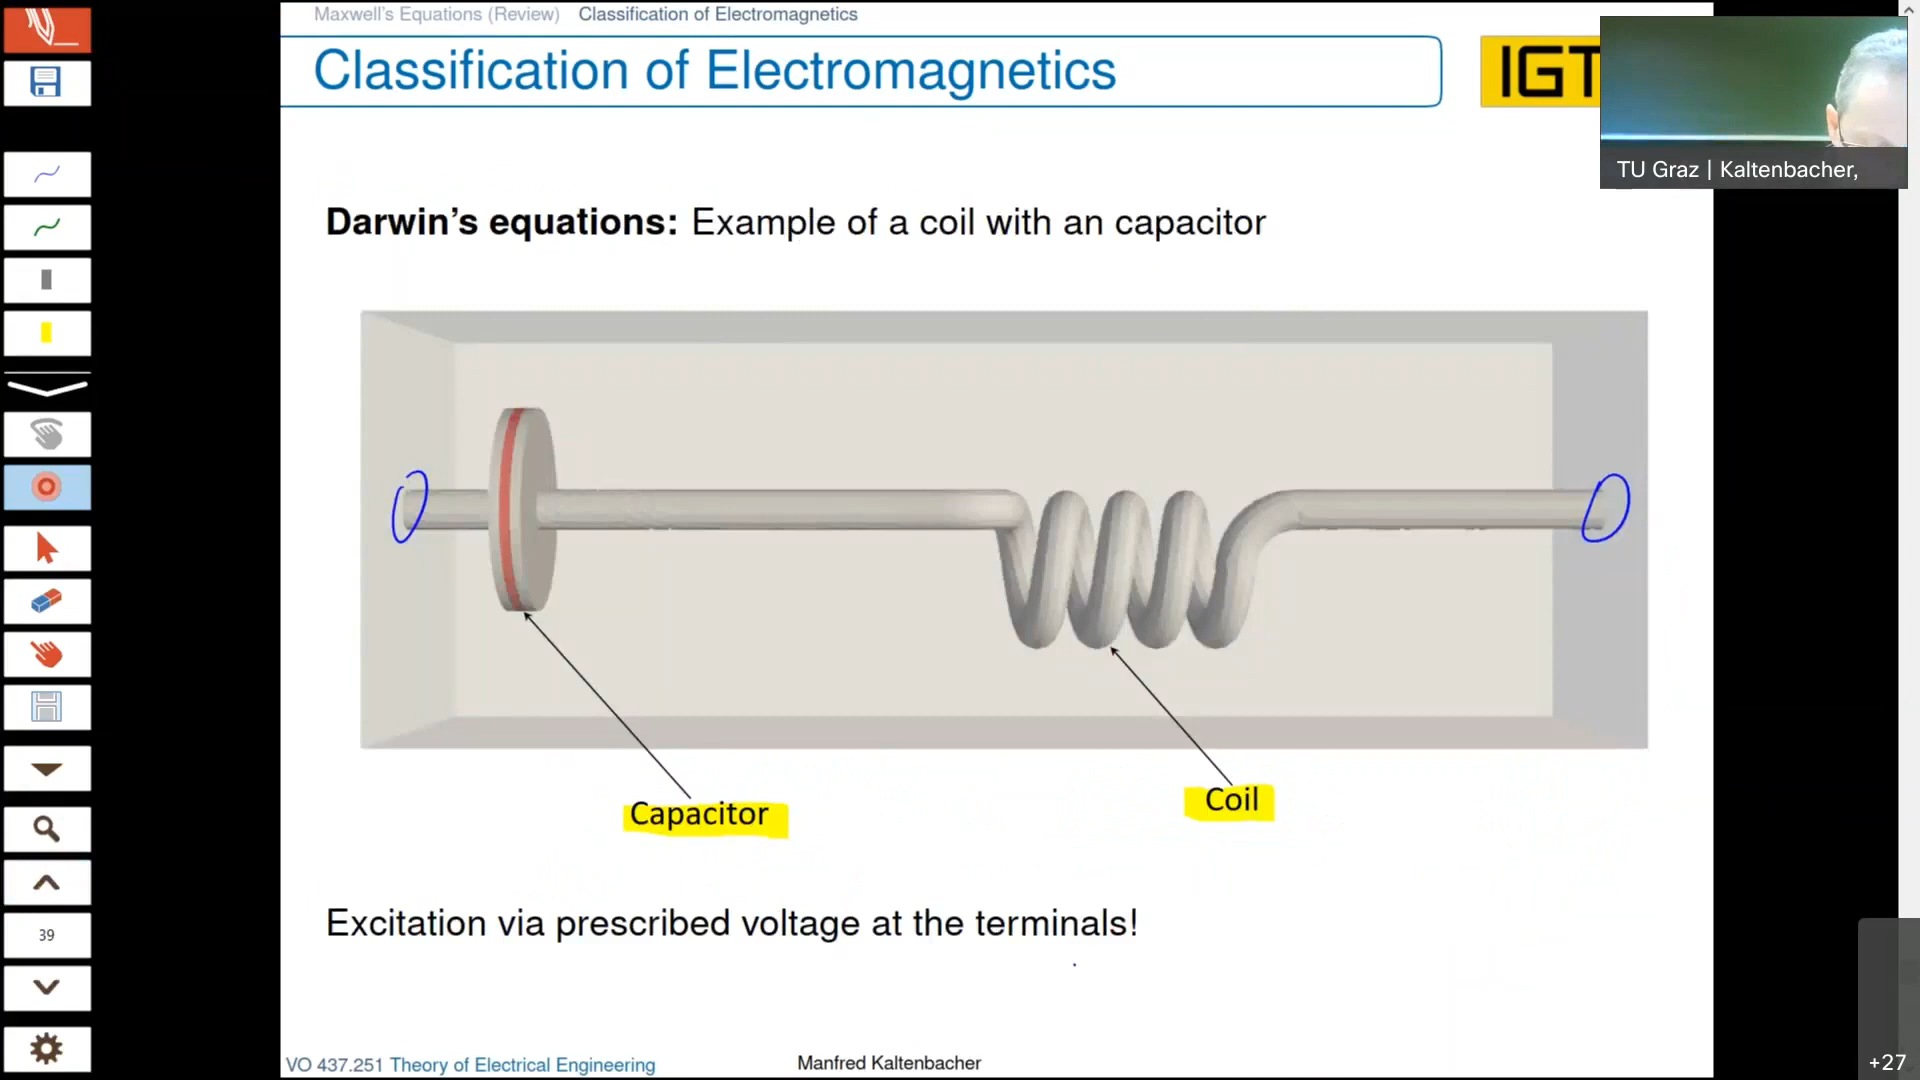 Maxwell's Equations (Review) Classification of Electromagnetics
Classification of Electromagnetics
IGT
TU Graz | Kaltenbacher,
Darwin's equations: Example of a coil with an capacitor
Capacitor
Coil
Excitation via prescribed voltage at the terminals!
39
VO 437.251 Theory of Electrical Engineering
Manfred Kaltenbacher
+27